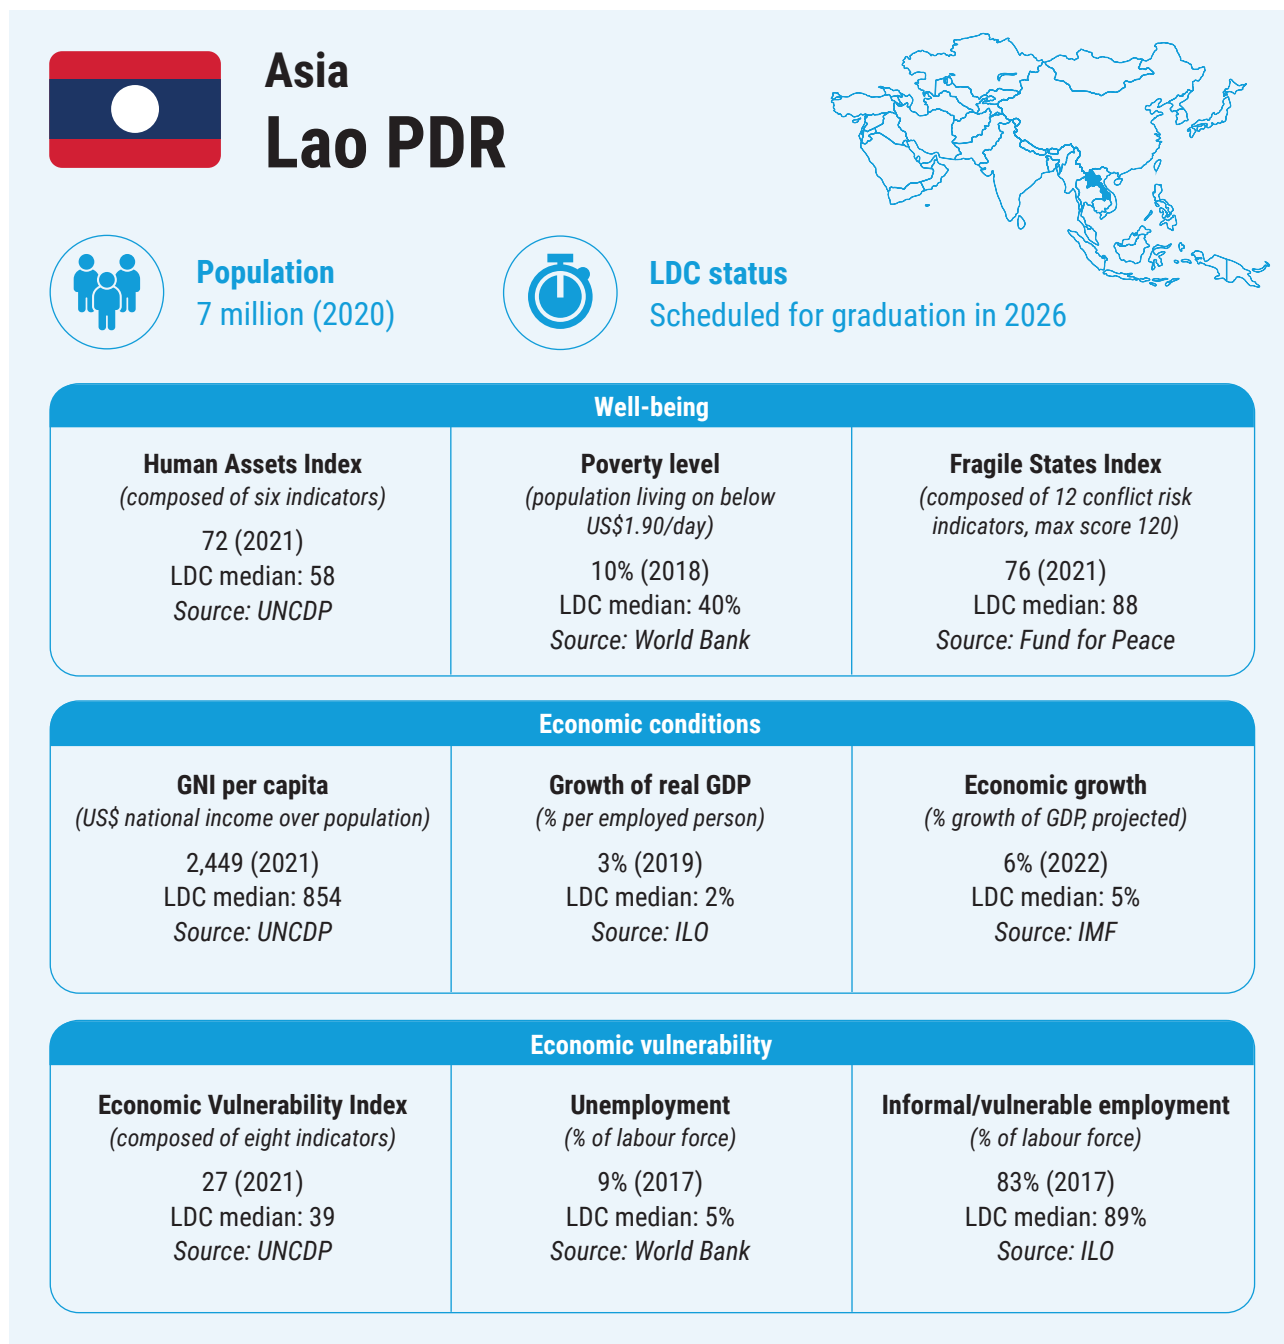 Asia
Lao PDR
Population
7 million (2020)
LDC status
Scheduled for graduation in 2026
Well-being
Human Assets Index
(composed of six indicators)
72 (2021)
LDC median: 58
Source: UNCDP
Poverty level
(population living on below
US$1.90/day)
10% (2018)
LDC median: 40%
Source: World Bank
Fragile States Index
(composed of 12 conflict risk
indicators, max score 120)
76 (2021)
LDC median: 88
Source: Fund for Peace
Economic conditions
GNI per capita
(US$ national income over population)
2,449 (2021)
LDC median: 854
Source: UNCDP
Growth of real GDP
(% per employed person)
3% (2019)
LDC median: 2%
Source: ILO
Economic growth
(% growth of GDP, projected)
6% (2022)
LDC median: 5%
Source: IMF
Economic vulnerability
Economic Vulnerability Index
(composed of eight indicators)
27 (2021)
LDC median: 39
Source: UNCDP
Unemployment
(% of labour force)
9% (2017)
LDC median: 5%
Source: World Bank
Informal/vulnerable employment
(% of labour force)
83% (2017)
LDC median: 89%
Source: ILO